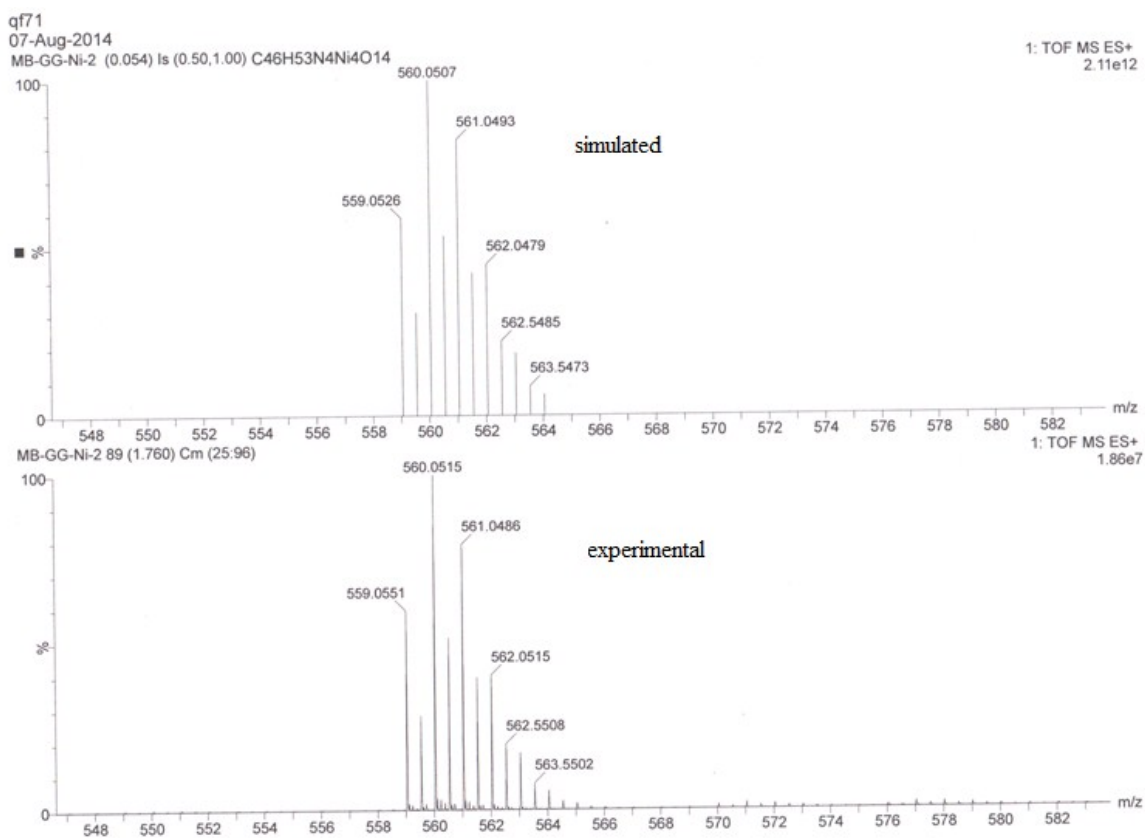 qf71
07-Aug-2014
MB-GG-Ni-2 (0.054) Is (0.50,1.00) C46H53N4Ni4O14
1: TOF MS ES+
2.11e12
560.0507
100
561.0493
simulated
559.0526
562.0479
%
562.5485
563.5473
0
m/z
548 550 552 554 556 558 560 562 564 566 568 570 572 574 576 578 580 582
MB-GG-Ni-2 89 (1.760) Cm (25:96)
1: TOF MS ES+
1.86e7
560.0515
100
561.0486
experimental
559.0551
562.0515
%
562.5508
563.5502
0
m/z
548 550 552 554 556 558 560 562 564 566 568 570 572 574 576 578 580 582